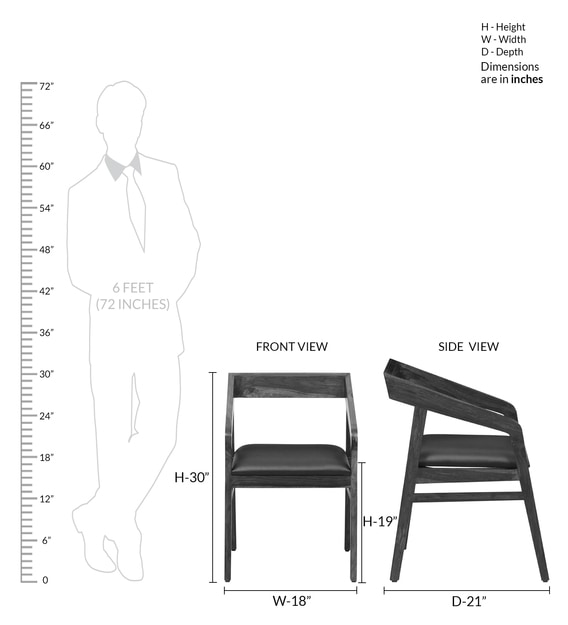 H - Height
W - Width
D - Depth
Dimensions
are in inches
72"
66"
60"
54"
48"
42"
36"
30"
24"
18"
12"
6"
0
6 FEET
(72 INCHES)
FRONT VIEW
SIDE VIEW
H-30"
H-19"
W-18"
D-21"